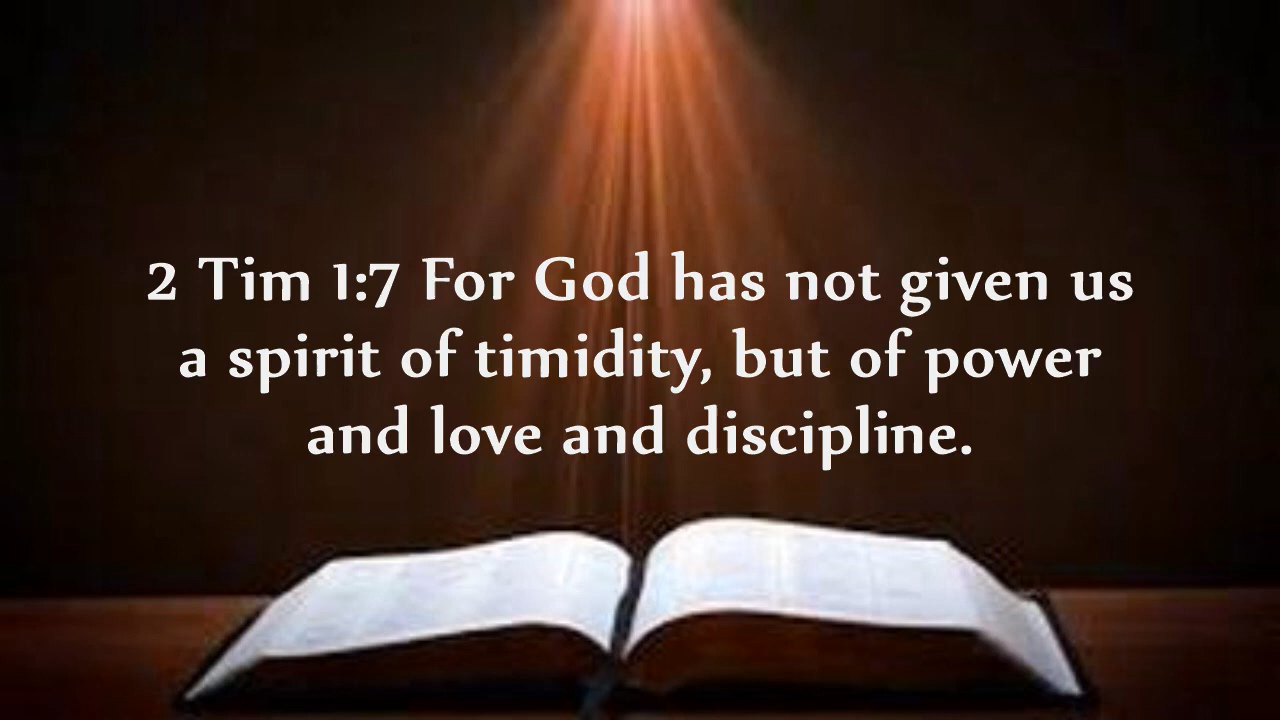 2 Tim 1:7 For God has not given us
a spirit of timidity, but of power
and love and discipline.